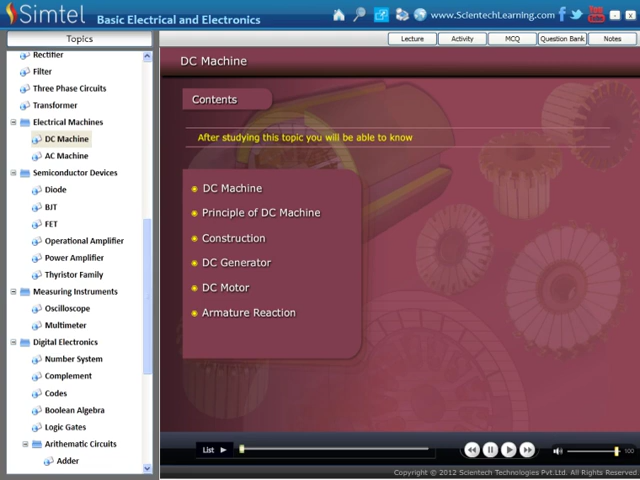 Simtel Basic Electrical and Electronics
www.ScientechLearning.com
You Tube
Topics
Lecture Activity MCQ Question Bank Notes
Rectifier
Filter
Three Phase Circuits
Transformer
Electrical Machines
DC Machine
AC Machine
Semiconductor Devices
Diode
BJT
FET
Operational Amplifier
Power Amplifier
Thyristor Family
Measuring Instruments
Oscilloscope
Multimeter
Digital Electronics
Number System
Complement
Codes
Boolean Algebra
Logic Gates
Arithematic Circuits
Adder
DC Machine
Contents
After studying this topic you will be able to know
DC Machine
Principle of DC Machine
Construction
DC Generator
DC Motor
Armature Reaction
List
100
Copyright © 2012 Scientech Technologies Pvt.Ltd. All Rights Reserved.